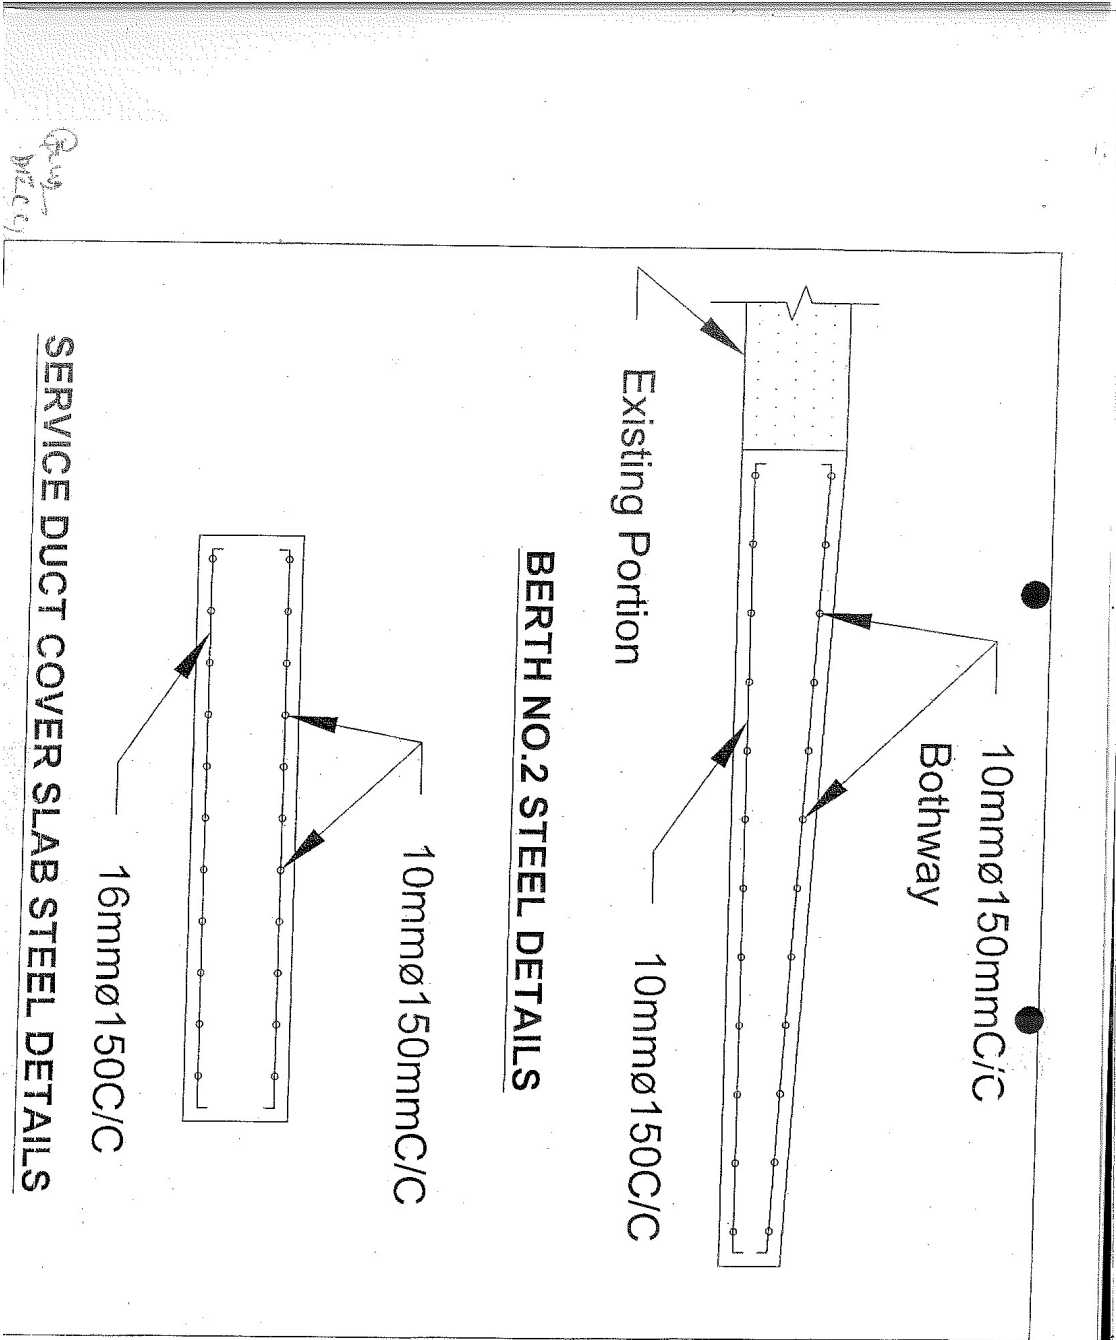 10mmø150mmC/C
Bothway
Existing Portion
10mmø150C/C
BERTH NO.2 STEEL DETAILS
10mmø150mmC/C
16mmø150C/C
SERVICE DUCT COVER SLAB STEEL DETAILS